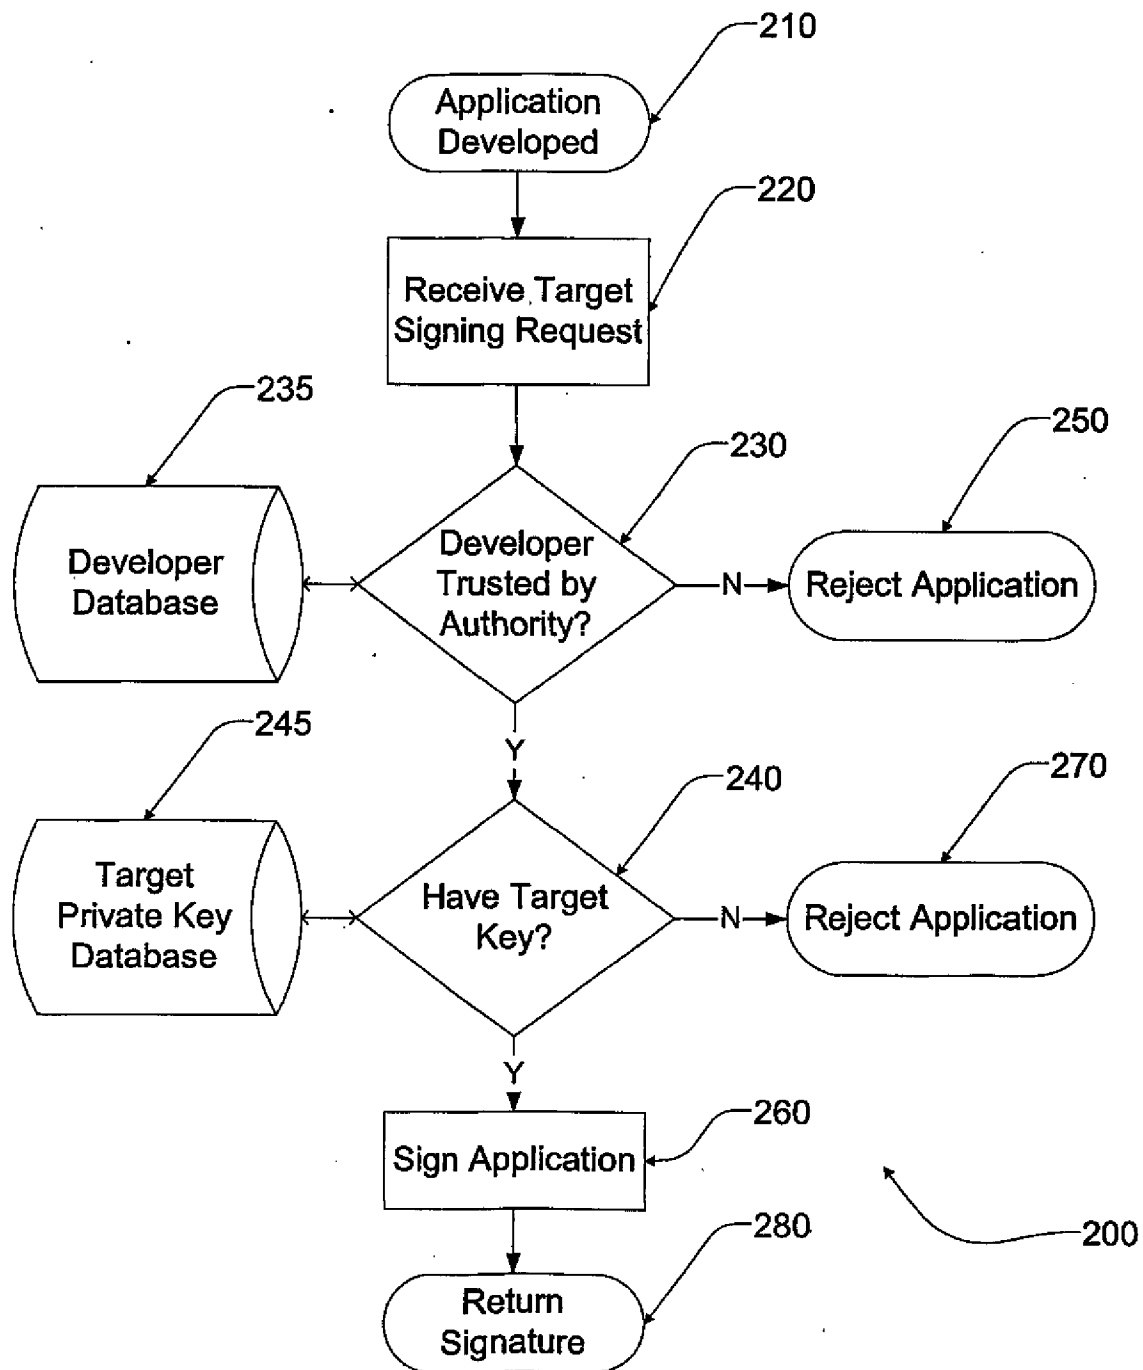 210
Application
Developed
220
Receive Target
Signing Request
235
230
250
Developer
Database
Developer
Trusted by
Authority?
N
Reject Application
Y
245
240
270
Target
Private Key
Database
Have Target
Key?
N
Reject Application
Y
260
Sign Application
280
200
Return
Signature